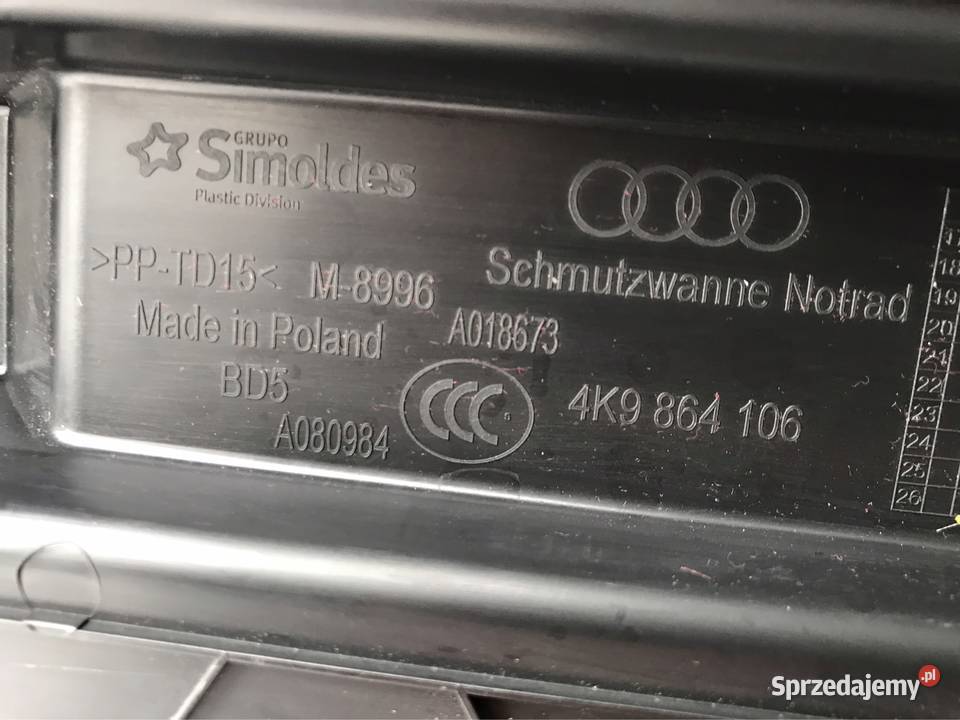 GRUPO
Simoldes
Plastic Division
>PP-TD15< M-8996
Made in Poland
A018673
BD5
A080984
CCC
Schmutzwanne Notrad
4K9 864 106
18
19
20
21
22
23
24
25
26
Sprzedajemy.pl